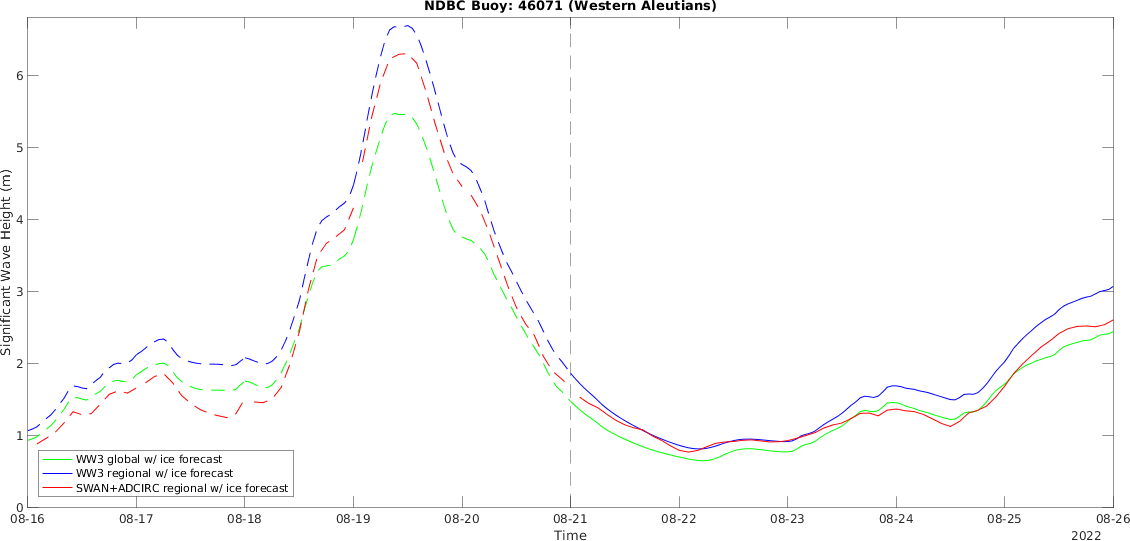 NDBC Buoy: 46071 (Western Aleutians)
Significant Wave Height (m)
6
5
4
3
2
1
0
WW3 global w/ ice forecast
WW3 regional w/ ice forecast
SWAN+ADCIRC regional w/ ice forecast
08-16 08-17 08-18 08-19 08-20 08-21 08-22 08-23 08-24 08-25 08-26
Time
2022